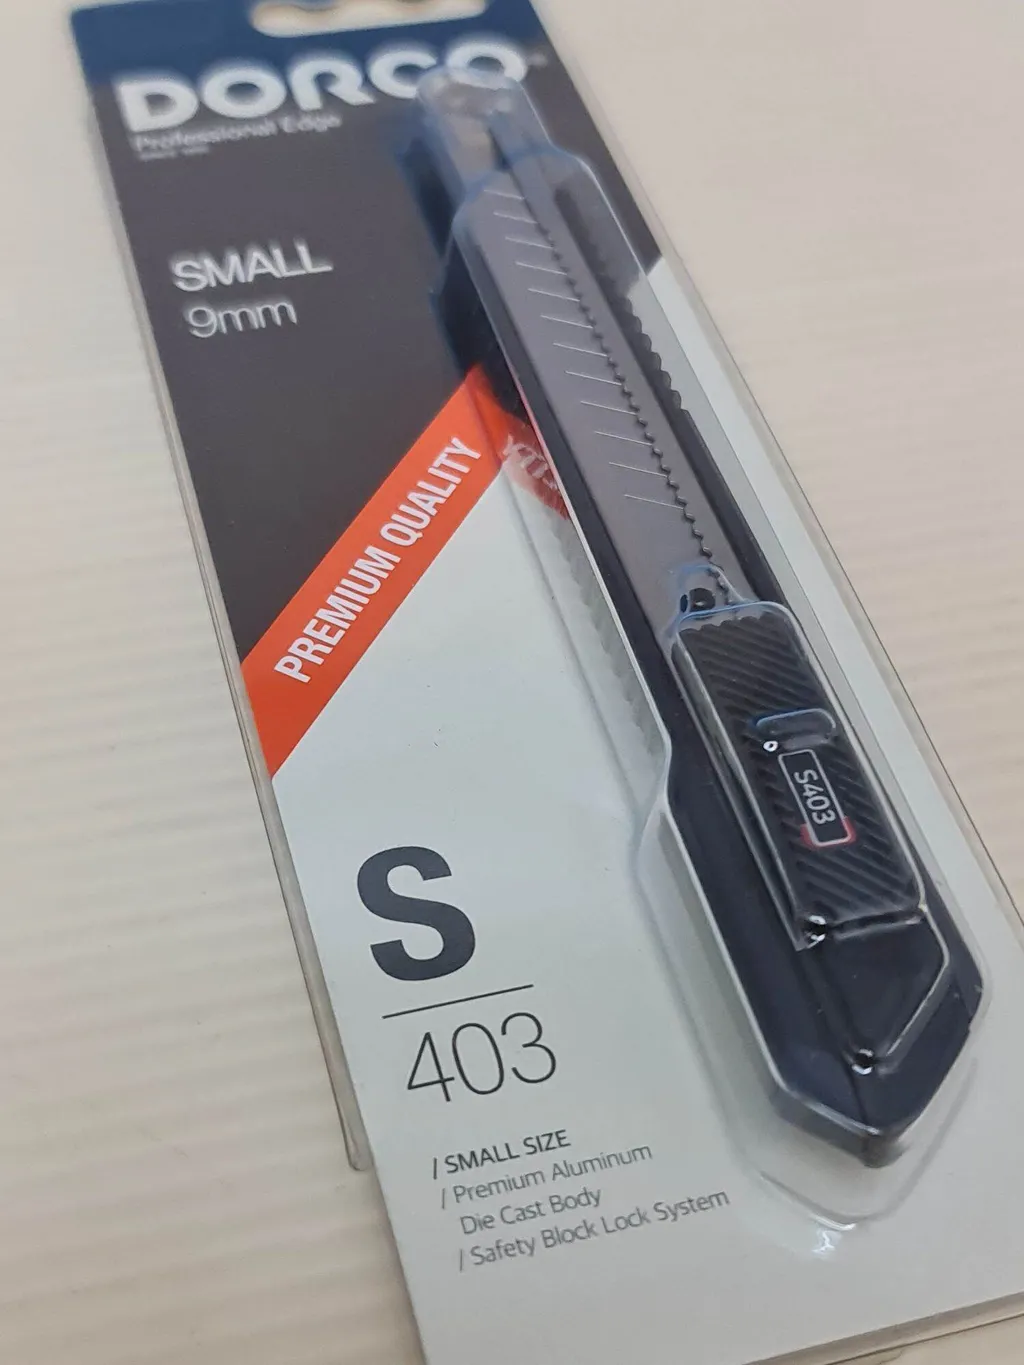 DORCO
Professional Edge
SMALL
9mm
PREMIUM QUALITY
S403
S
403
/ SMALL SIZE
/ Premium Aluminum
Die Cast Body
/ Safety Block Lock System